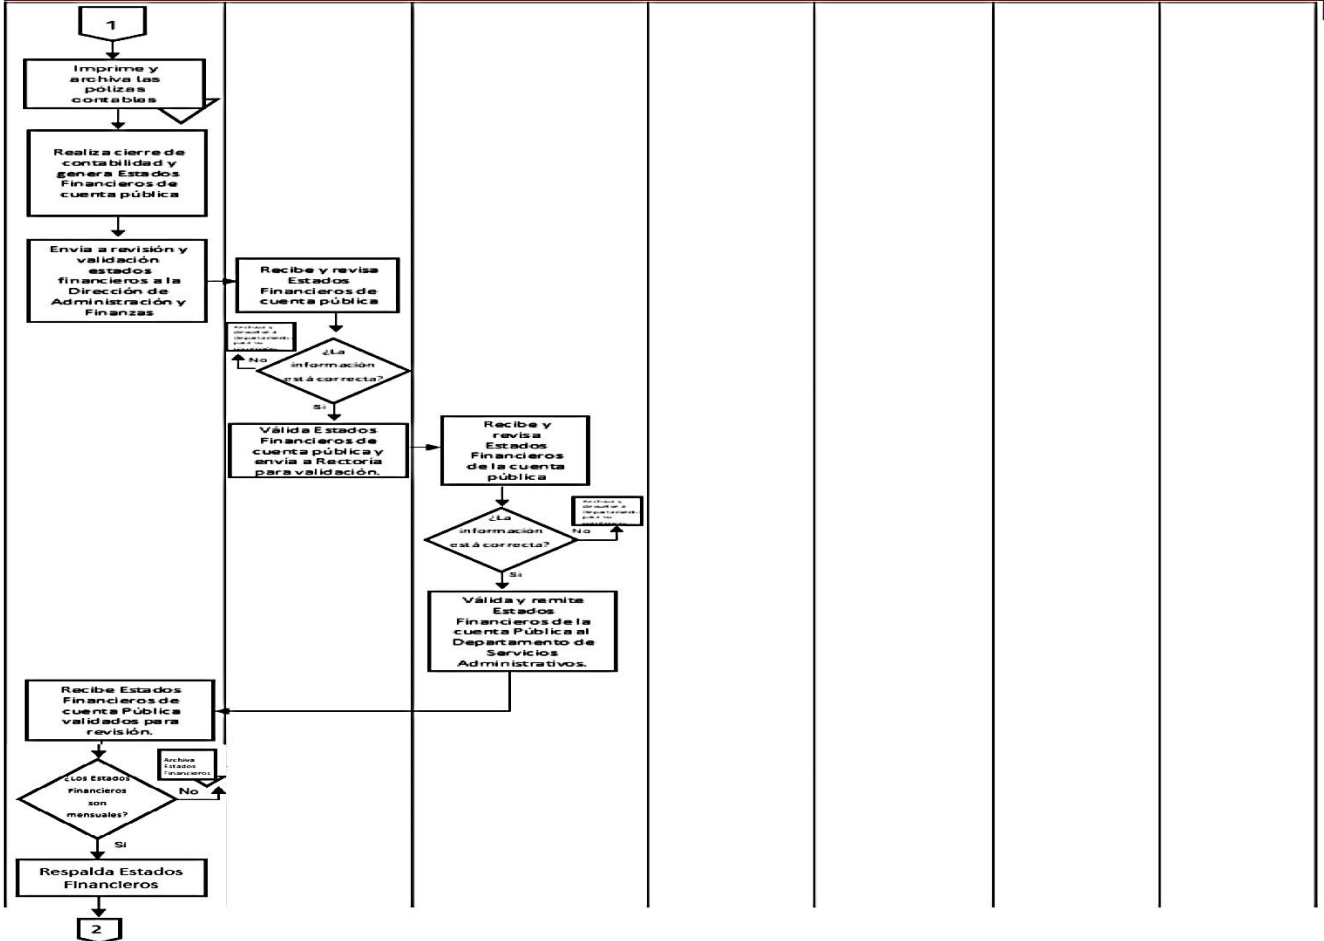 1
Imprime y
archiva las
pólizas
contables
Realiza cierre de
contabilidad y
genera Estados
Financieros de
cuenta pública
Envia a revisión y
validación
estados
financieros a la
Dirección de
Administración y
Finanzas
Recibe y revisa
Estados
Financieros de
cuenta pública
¿La
información
está correcta?
No
Si
Válida Estados
Financieros de
cuenta pública y
envia a Rectoría
para validación.
Recibe y
revisa
Estados
Financieros
de la cuenta
pública
¿La
información
está correcta?
No
Si
Válida y remite
Estados
Financieros de la
cuenta Pública al
Departamento de
Servicios
Administrativos.
Recibe Estados
Financieros de
cuenta Pública
validados para
revisión.
¿Los Estados
Financieros
son
mensuales?
Archiva
Estados
Financieros
No
Si
Respalda Estados
Financieros
2